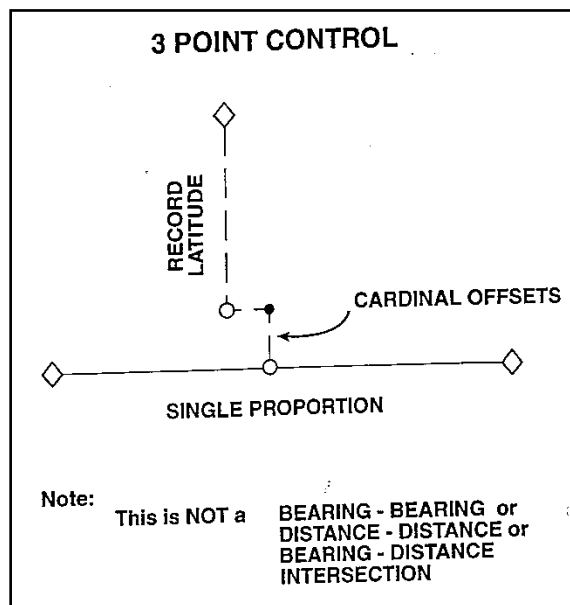 3 POINT CONTROL
RECORD
LATITUDE
CARDINAL OFFSETS
SINGLE PROPORTION
Note:
This is NOT a
BEARING - BEARING or
DISTANCE - DISTANCE or
BEARING - DISTANCE
INTERSECTION